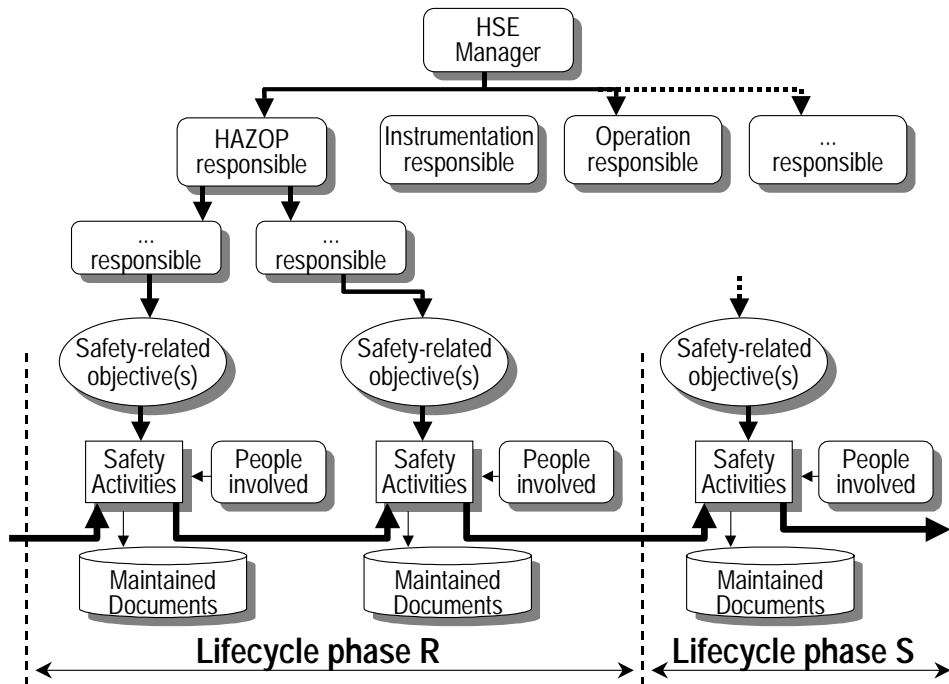 HSE
Manager
HAZOP
responsible
Instrumentation
responsible
Operation
responsible
...
responsible
...
responsible
...
responsible
Safety-related
objective(s)
Safety-related
objective(s)
Safety-related
objective(s)
Safety
Activities
People
involved
Safety
Activities
People
involved
Safety
Activities
People
involved
Maintained
Documents
Maintained
Documents
Maintained
Documents
Lifecycle phase R
Lifecycle phase S